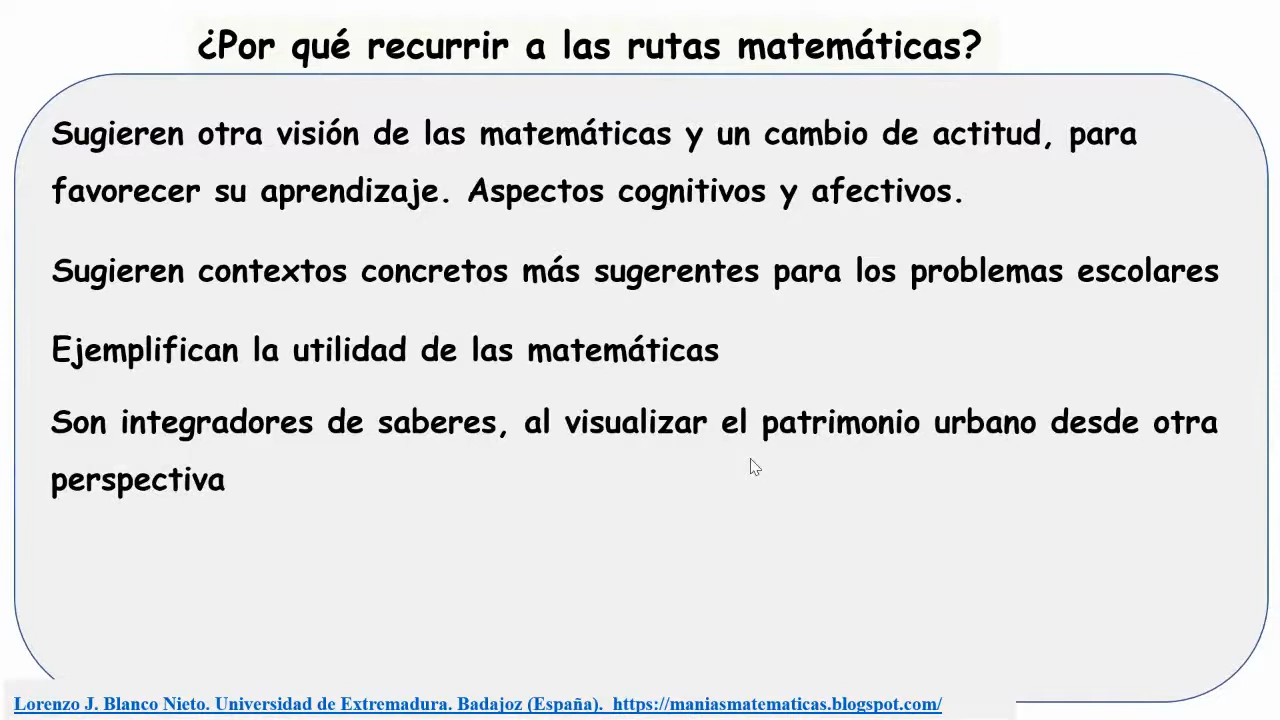 ¿Por qué recurrir a las rutas matemáticas?
Sugieren otra visión de las matemáticas y un cambio de actitud, para
favorecer su aprendizaje. Aspectos cognitivos y afectivos.
Sugieren contextos concretos más sugerentes para los problemas escolares
Ejemplifican la utilidad de las matemáticas
Son integradores de saberes, al visualizar el patrimonio urbano desde otra
perspectiva
Lorenzo J. Blanco Nieto. Universidad de Extremadura. Badajoz (España). https://maniasmatematicas.blogspot.com/